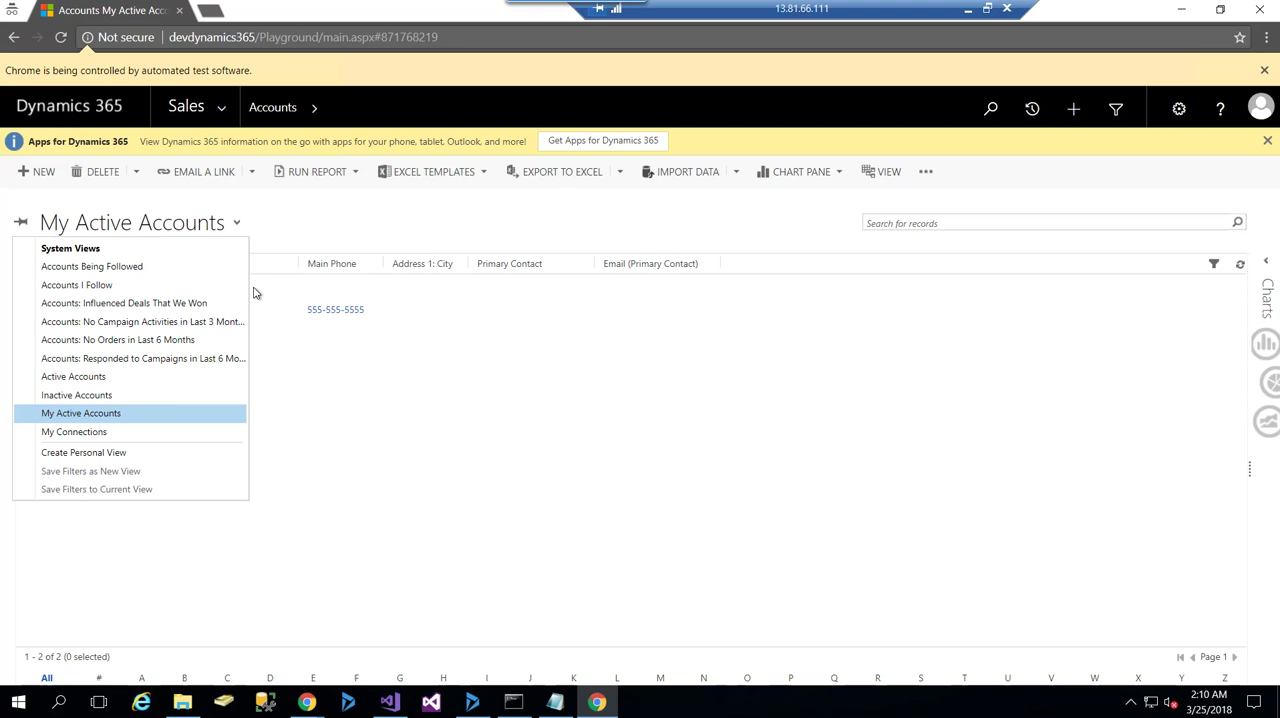 Accounts My Active Acco
13.81.66.111
Not secure devdynamics365/Playground/main.aspx#871768219
Chrome is being controlled by automated test software.
Dynamics 365 Sales Accounts
Apps for Dynamics 365 View Dynamics 365 information on the go with apps for your phone, tablet, Outlook, and more! Get Apps for Dynamics 365
NEW DELETE EMAIL A LINK RUN REPORT EXCEL TEMPLATES EXPORT TO EXCEL IMPORT DATA CHART PANE VIEW
My Active Accounts
Search for records
System Views
Main Phone Address 1: City Primary Contact Email (Primary Contact)
Accounts Being Followed
Accounts I Follow
Accounts: Influenced Deals That We Won
555-555-5555
Charts
Accounts: No Campaign Activities in Last 3 Mont...
Accounts: No Orders in Last 6 Months
Accounts: Responded to Campaigns in Last 6 Mo...
Active Accounts
Inactive Accounts
My Active Accounts
My Connections
Create Personal View
Save Filters as New View
Save Filters to Current View
1 - 2 of 2 (0 selected) Page 1
All # A B C D E F G H I J K L M N O P Q R S T U V W X Y Z
2:10 AM
3/25/2018